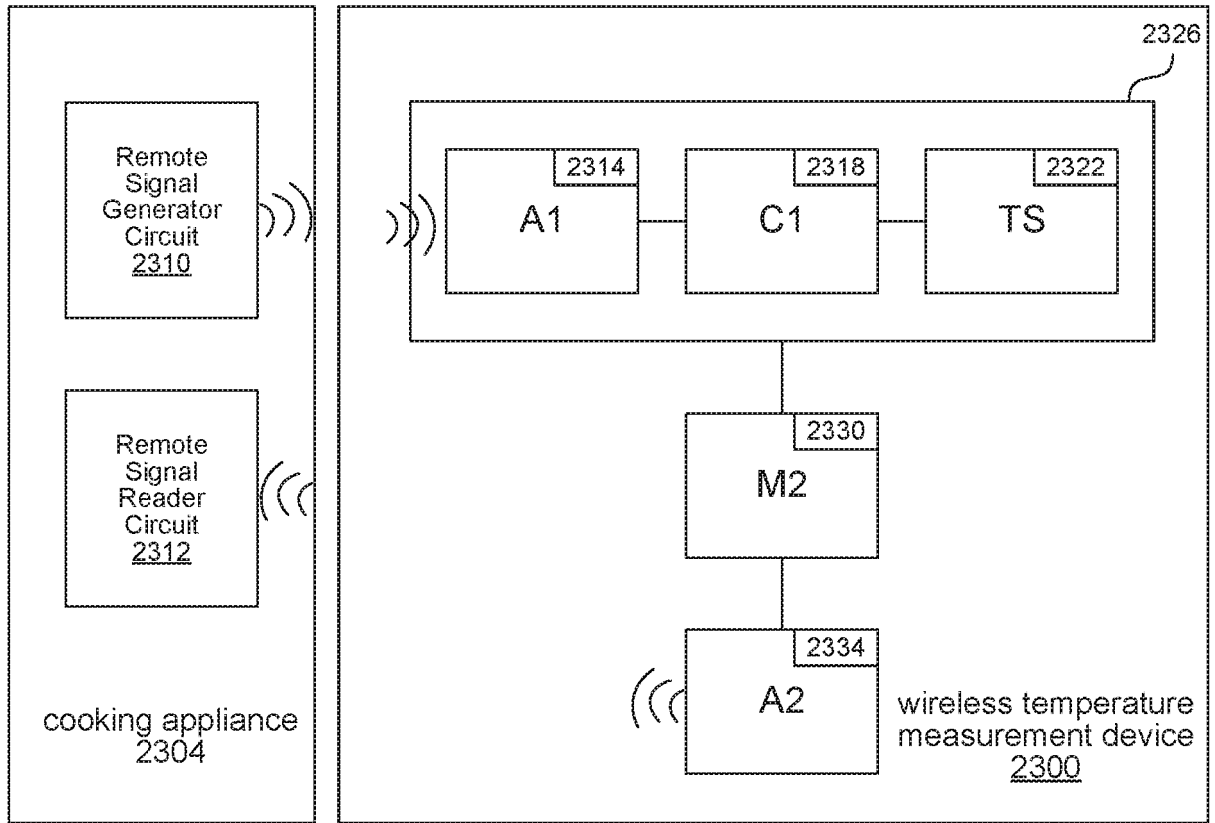 2326
Remote
Signal
Generator
Circuit
2310
2314
A1
2318
C1
2322
TS
Remote
Signal
Reader
Circuit
2312
2330
M2
2334
A2
cooking appliance
2304
wireless temperature
measurement device
2300